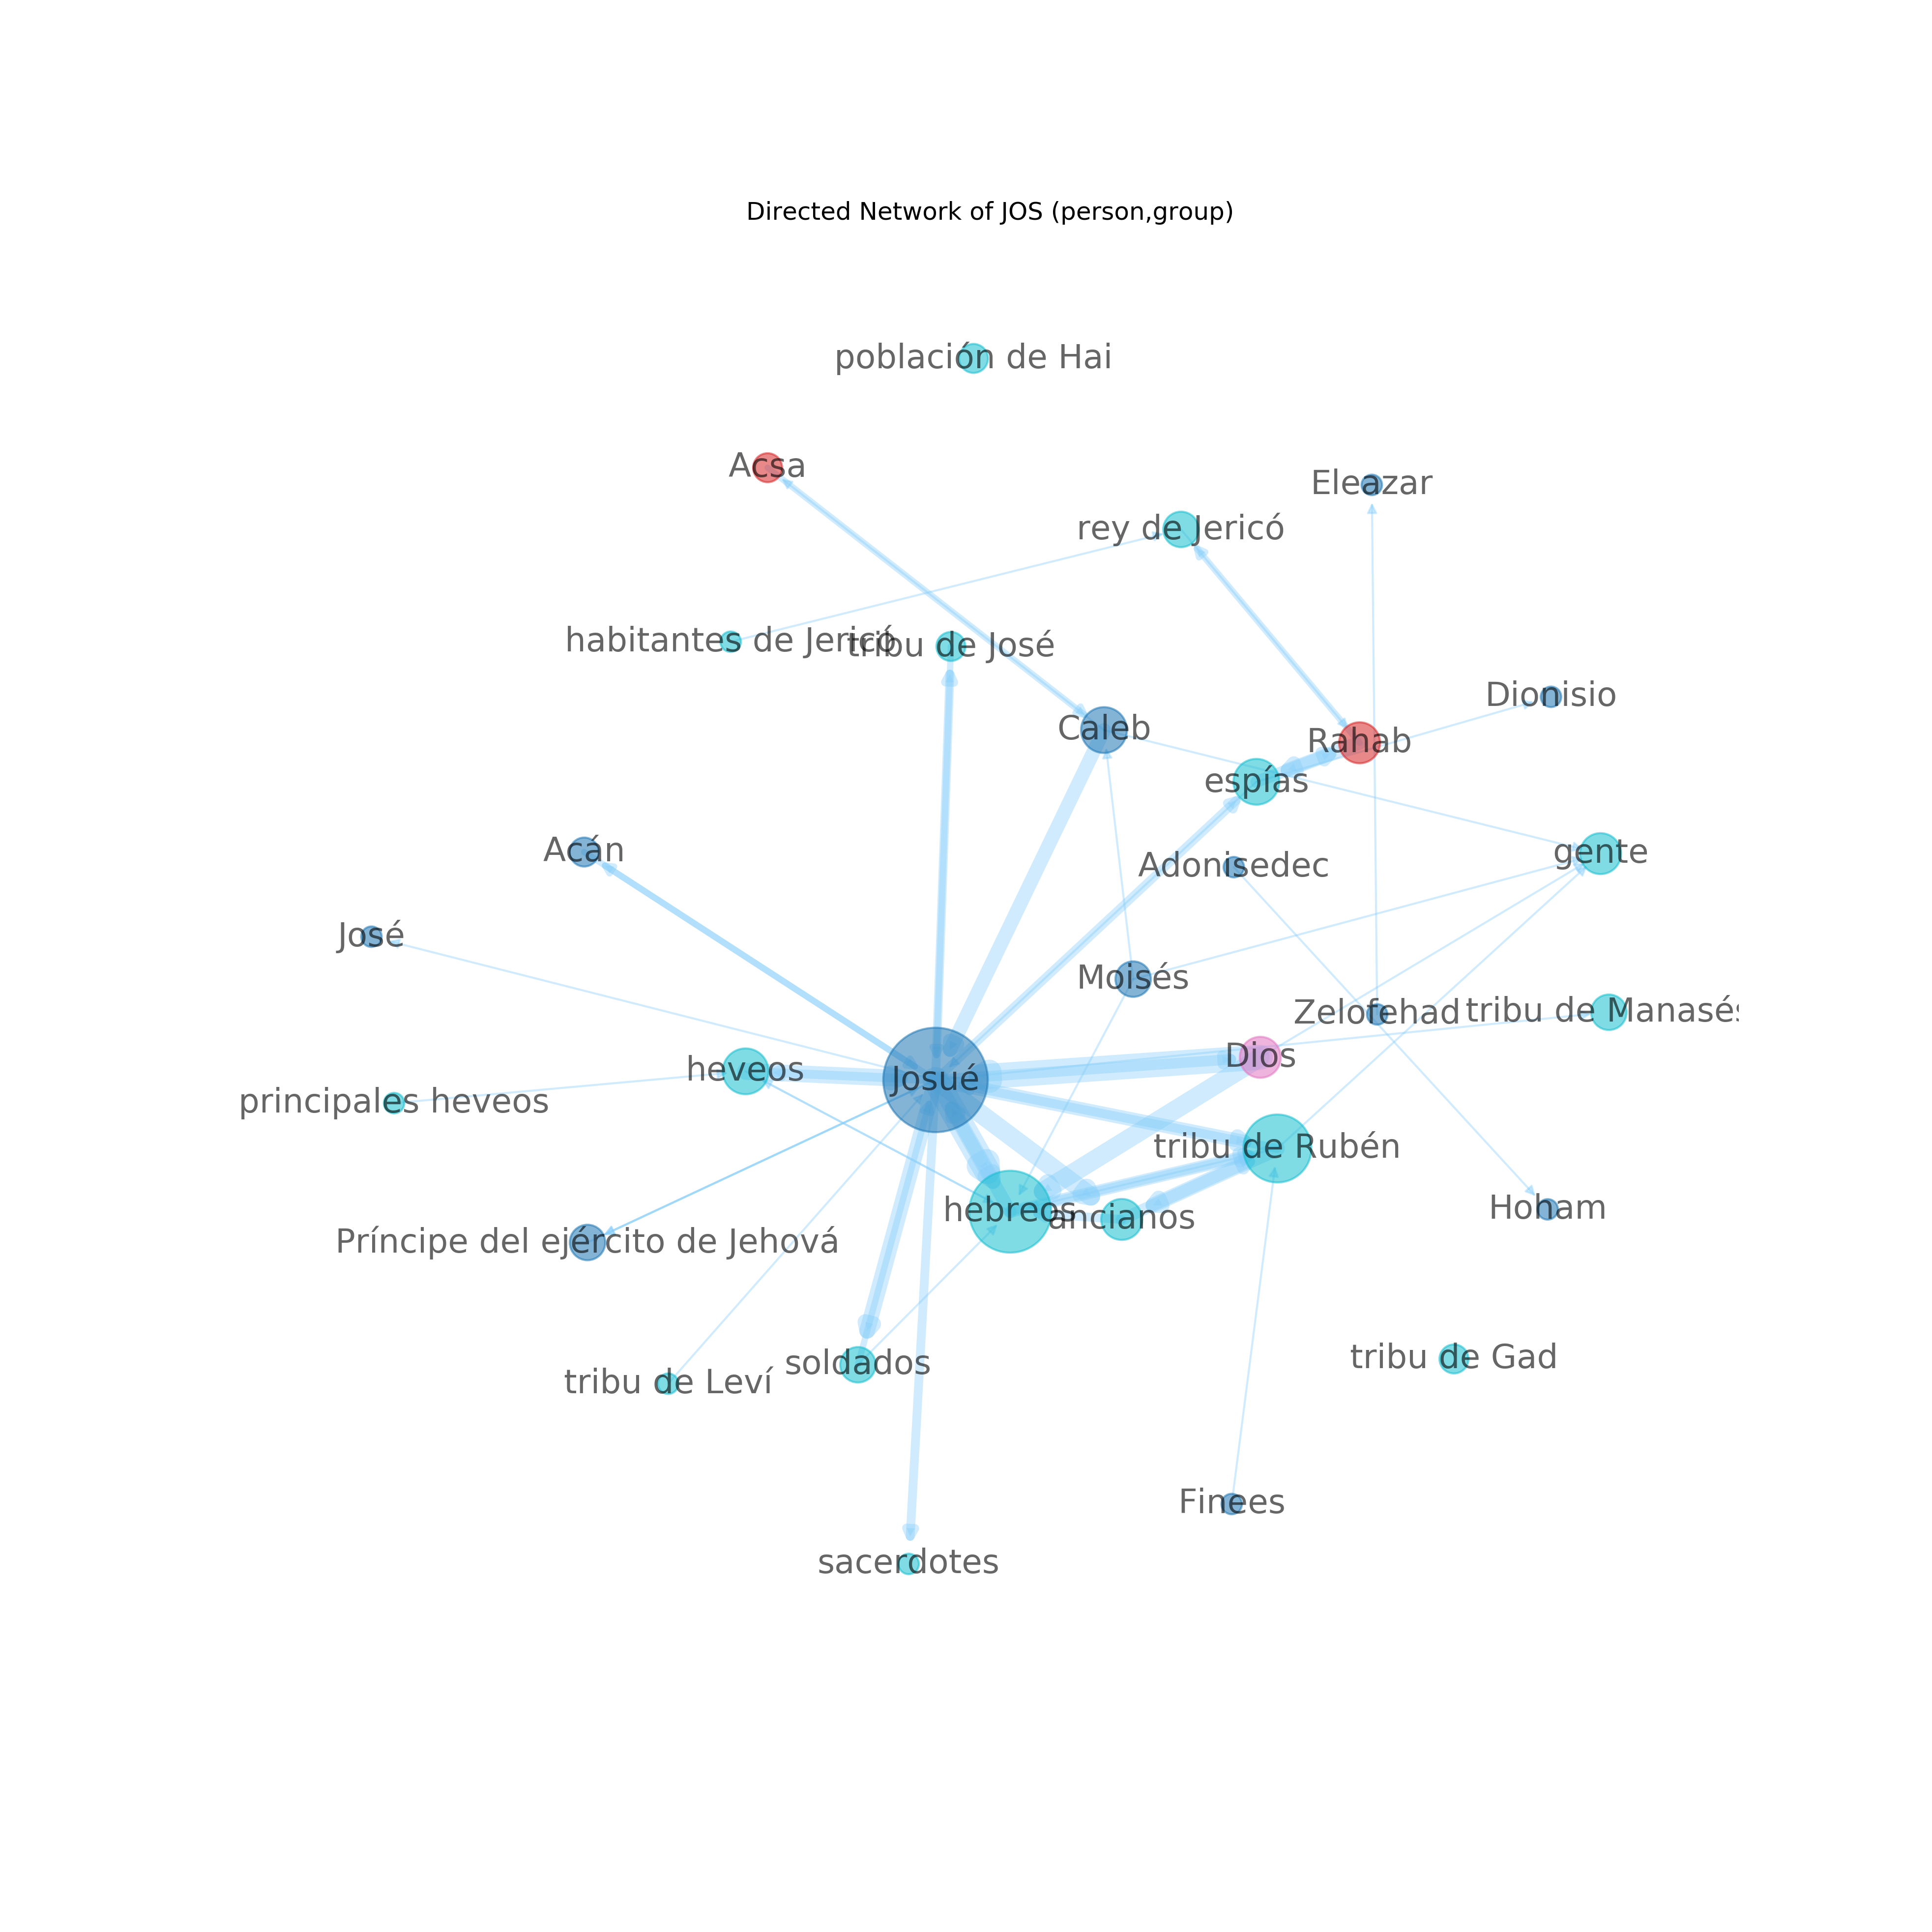 Directed Network of JOS (person,group)
población de Hai
Acsa
Eleazar
rey de Jericó
habitantes de Jericó
tribu de José
Dionisio
Caleb
Rahab
espías
Acán
gente
Adonisedec
José
Moisés
Zelofehad
tribu de Manasés
Dios
heveos
Josué
principales heveos
tribu de Rubén
hebreos
ancianos
Hoham
Príncipe del ejército de Jehová
tribu de Gad
soldados
tribu de Leví
Finees
sacerdotes